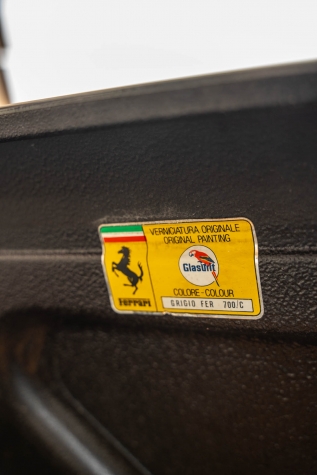 VERNICIATURA ORIGINALE
ORIGINAL PAINTING
Glasurit
COLORE - COLOUR
GRIGIO FER 700/C
Ferrari